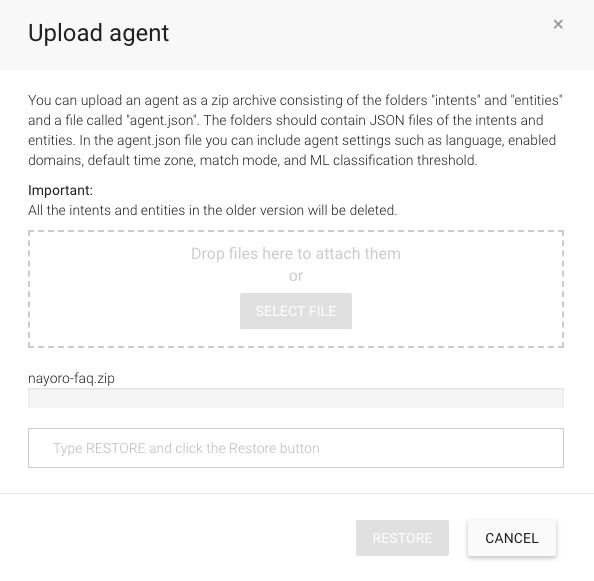 Upload agent
×
You can upload an agent as a zip archive consisting of the folders "intents" and "entities"
and a file called "agent.json". The folders should contain JSON files of the intents and
entities. In the agent.json file you can include agent settings such as language, enabled
domains, default time zone, match mode, and ML classification threshold.
Important:
All the intents and entities in the older version will be deleted.
Drop files here to attach them
or
SELECT FILE
nayoro-faq.zip
Type RESTORE and click the Restore button
RESTORE CANCEL